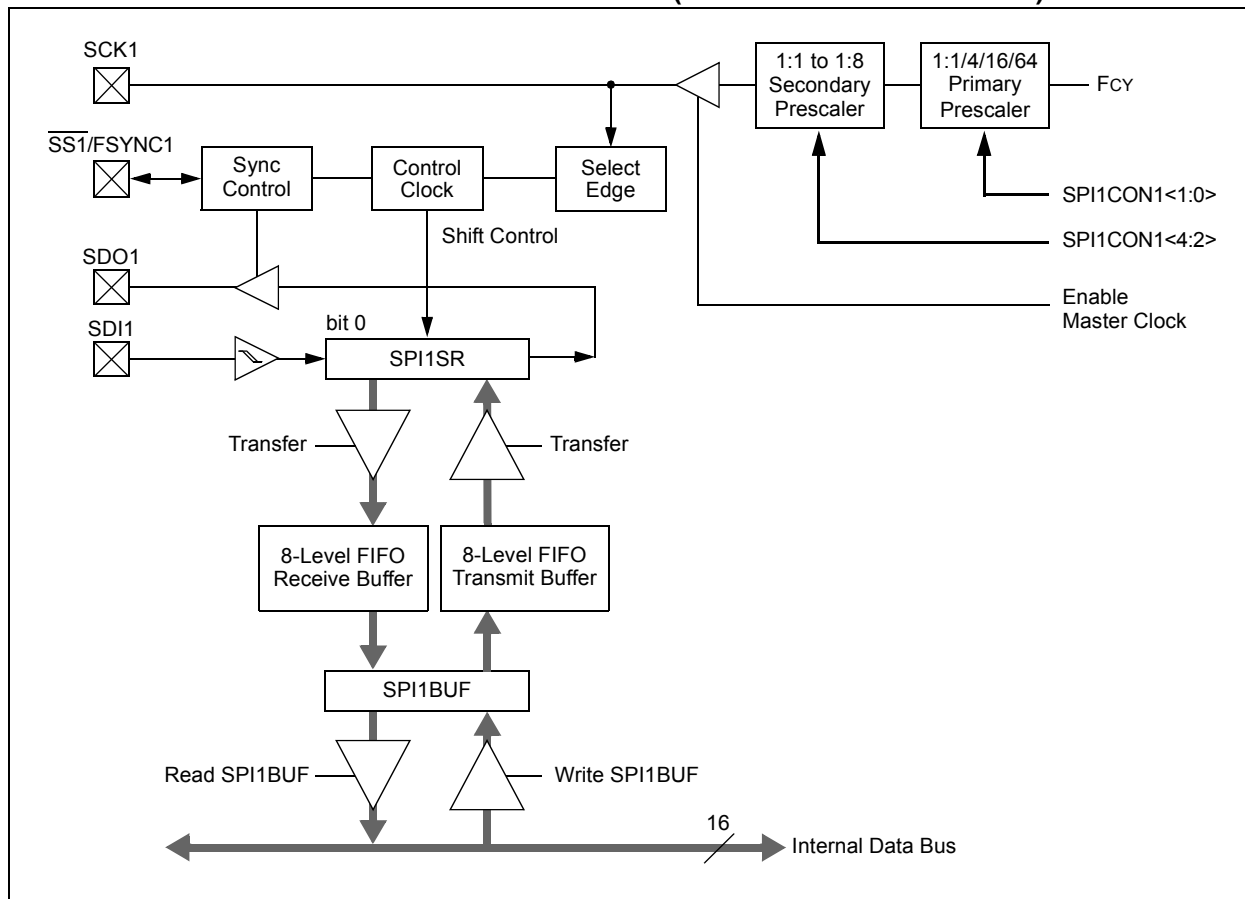 SCK1
1:1 to 1:8
Secondary
Prescaler
1:1/4/16/64
Primary
Prescaler
FCY
SS1/FSYNC1
Sync
Control
Control
Clock
Select
Edge
SPI1CON1<1:0>
Shift Control
SPI1CON1<4:2>
SDO1
Enable
Master Clock
SDI1
bit 0
SPI1SR
Transfer
Transfer
8-Level FIFO
Receive Buffer
8-Level FIFO
Transmit Buffer
SPI1BUF
Read SPI1BUF
Write SPI1BUF
16
Internal Data Bus